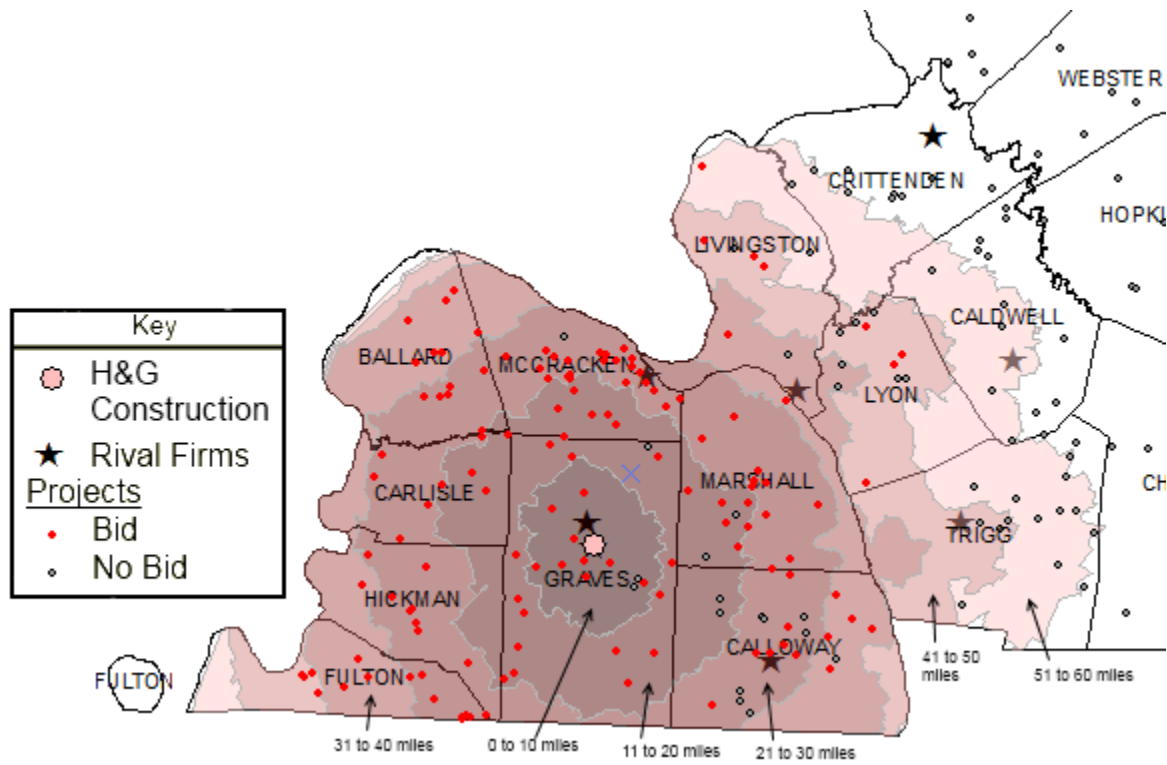 WEBSTER
CRITTENDEN
HOPKI
LIVINGSTON
Key
H&G
Construction
Rival Firms
Projects
Bid
No Bid
CALDWELL
BALLARD
MCCRACKEN
LYON
MARSHALL
CARLISLE
CH
TRIGG
GRAVES
HICKMAN
CALLOWAY
FULTON
FULTON
41 to 50
miles
51 to 60 miles
31 to 40 miles
0 to 10 miles
11 to 20 miles
21 to 30 miles